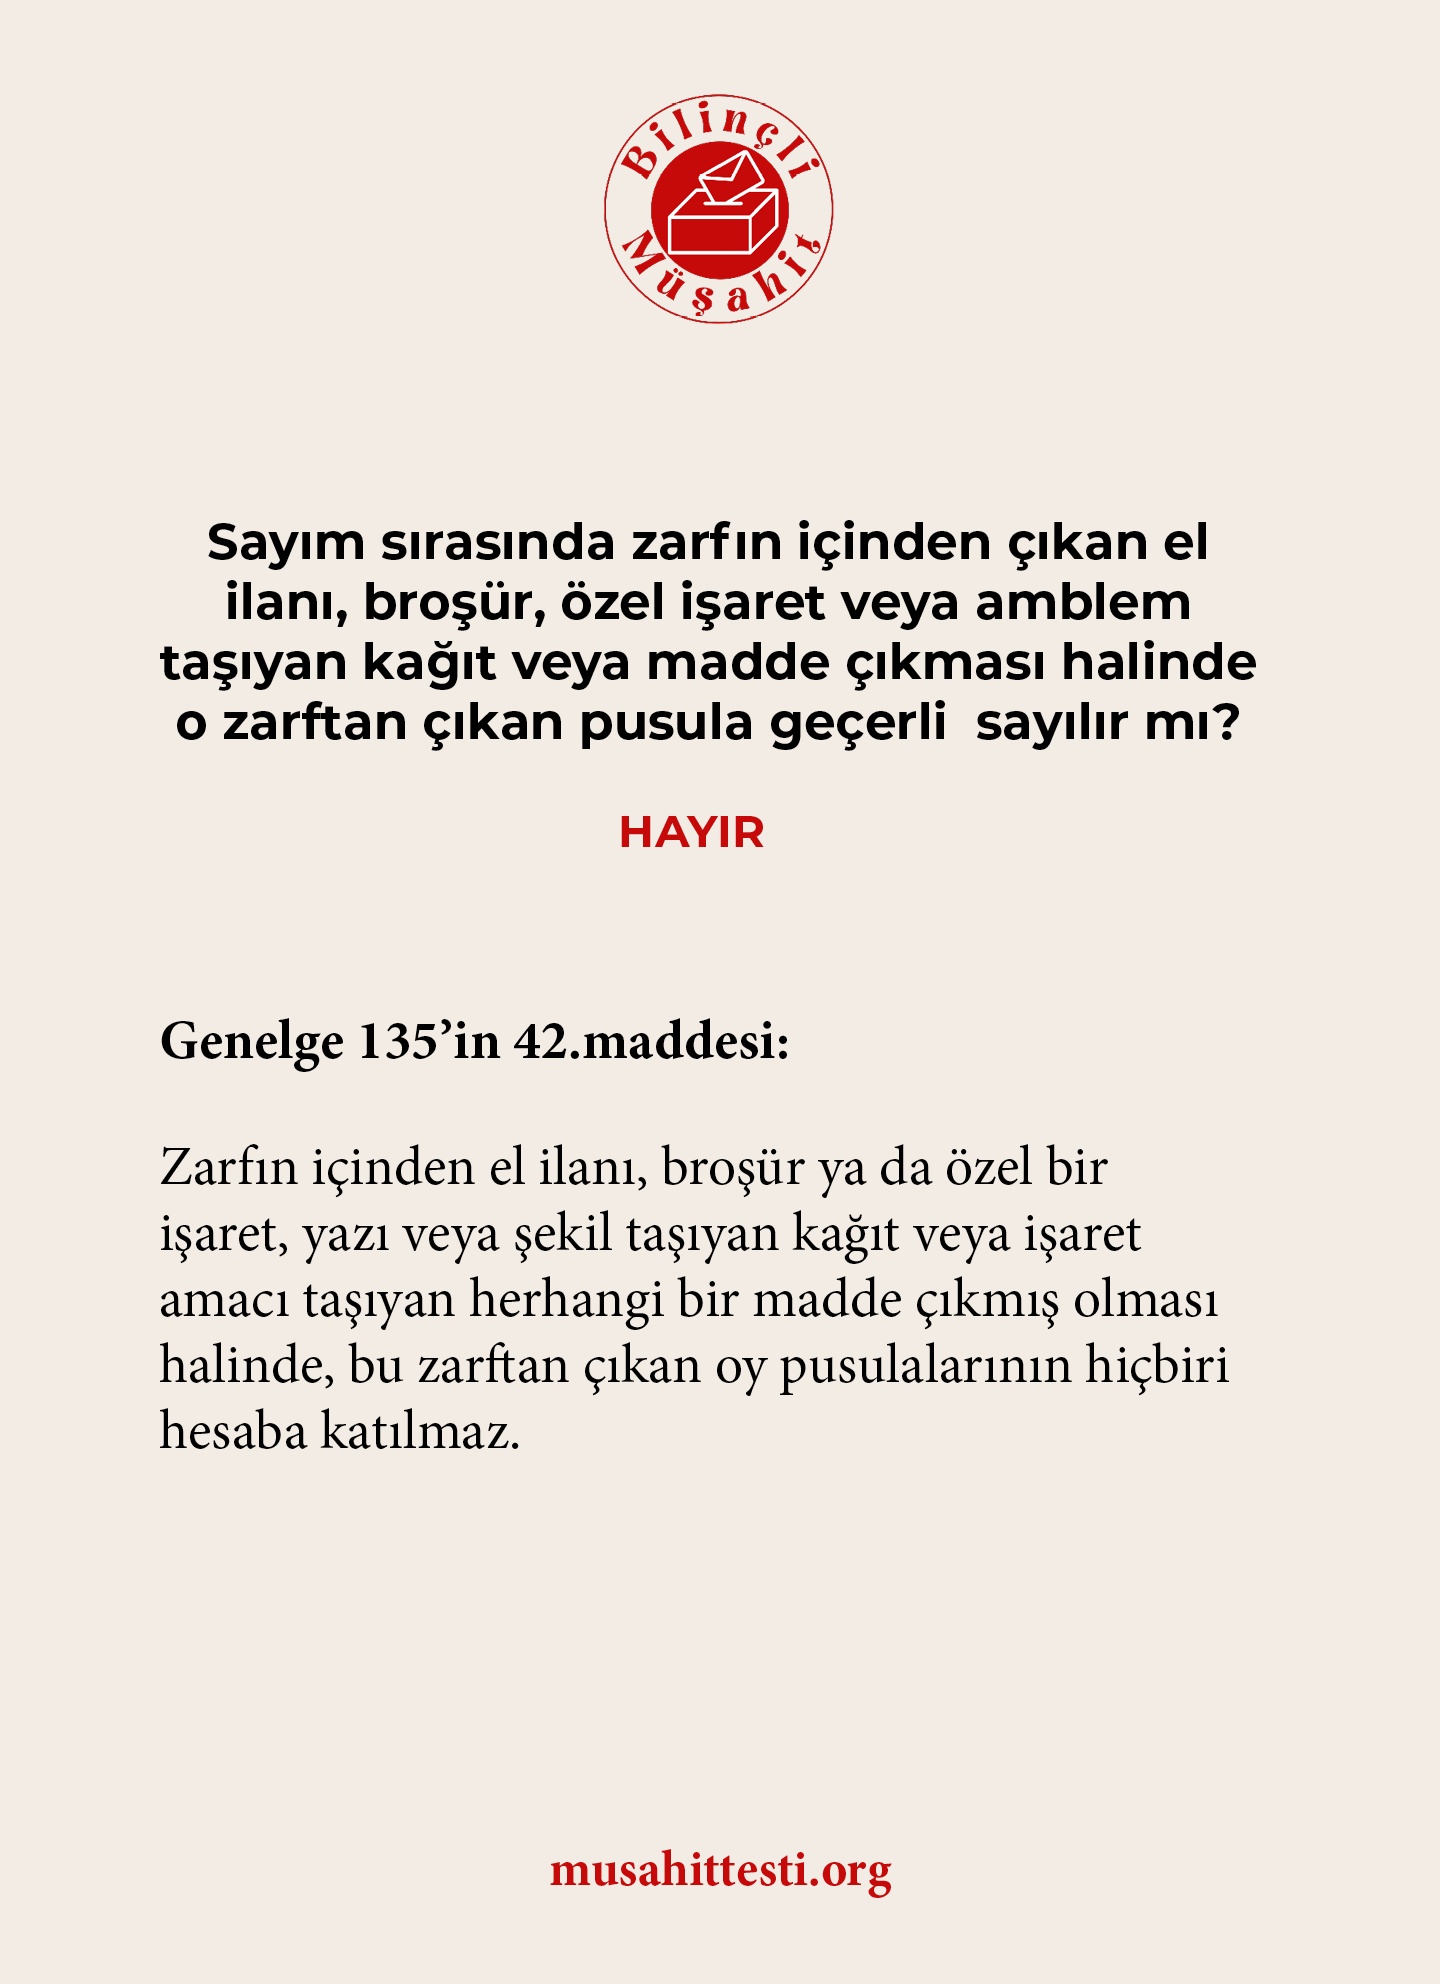 Bilinçli
Müşahit
Sayım sırasında zarfın içinden çıkan el
ilanı, broşür, özel işaret veya amblem
taşıyan kağıt veya madde çıkması halinde
o zarftan çıkan pusula geçerli  sayılır mı?
HAYIR
Genelge 135’in 42.maddesi:
Zarfın içinden el ilanı, broşür ya da özel bir
işaret, yazı veya şekil taşıyan kağıt veya işaret
amacı taşıyan herhangi bir madde çıkmış olması
halinde, bu zarftan çıkan oy pusulalarının hiçbiri
hesaba katılmaz.
musahittesti.org